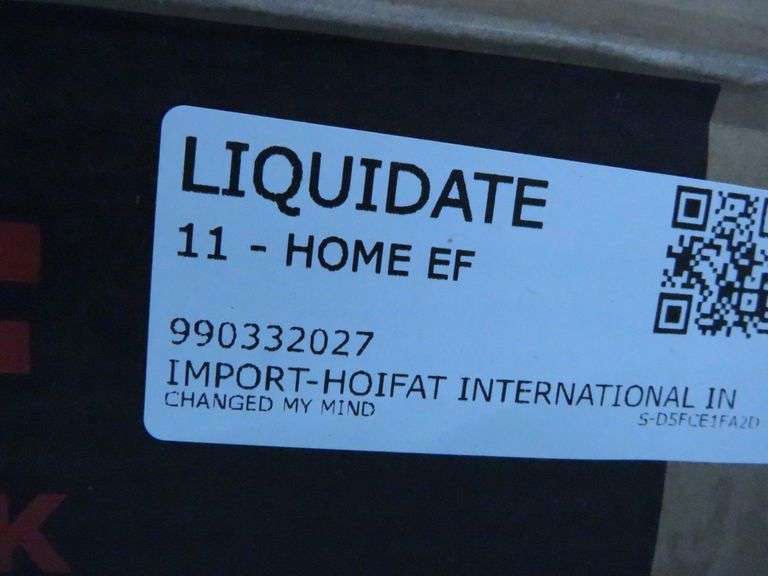 LIQUIDATE
11 - HOME EF
990332027
IMPORT-HOIFAT INTERNATIONAL IN
CHANGED MY MIND
S-D5FCE1FA2D
K